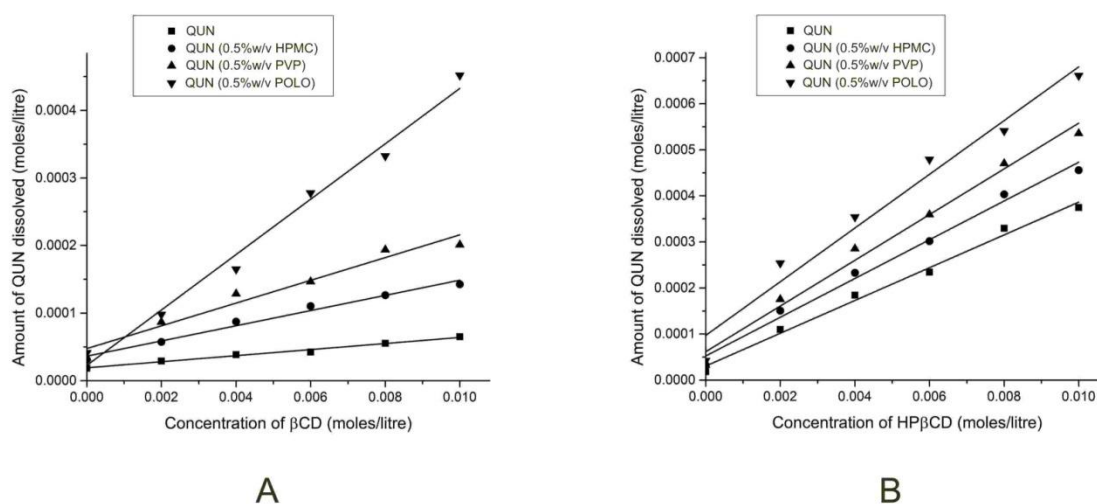 QUN
QUN (0.5%w/v HPMC)
QUN (0.5%w/v PVP)
QUN (0.5%w/v POLO)
Amount of QUN dissolved (moles/litre)
0.0004
0.0003
0.0002
0.0001
0.0000
0.000 0.002 0.004 0.006 0.008 0.010
Concentration of βCD (moles/litre)
A
QUN
QUN (0.5%w/v HPMC)
QUN (0.5%w/v PVP)
QUN (0.5%w/v POLO)
Amount of QUN dissolved (moles/litre)
0.0007
0.0006
0.0005
0.0004
0.0003
0.0002
0.0001
0.0000
0.000 0.002 0.004 0.006 0.008 0.010
Concentration of HPβCD (moles/litre)
B